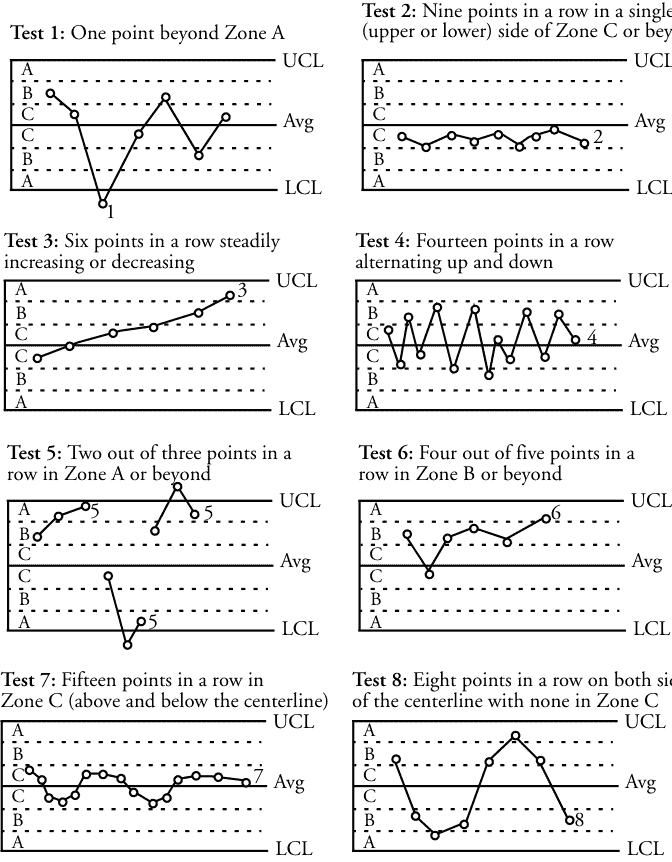 Test 1: One point beyond Zone A
UCL
A
B
C
Avg
C
B
A
LCL
1
Test 2: Nine points in a row in a single
(upper or lower) side of Zone C or bey
UCL
A
B
C
Avg
C
2
B
A
LCL
Test 3: Six points in a row steadily
increasing or decreasing
UCL
A
3
B
C
Avg
C
B
A
LCL
Test 4: Fourteen points in a row
alternating up and down
UCL
A
B
C
4
Avg
C
B
A
LCL
Test 5: Two out of three points in a
row in Zone A or beyond
UCL
A
5
5
B
C
Avg
C
B
A
5
LCL
Test 6: Four out of five points in a
row in Zone B or beyond
UCL
A
6
B
C
Avg
C
B
A
LCL
Test 7: Fifteen points in a row in
Zone C (above and below the centerline)
UCL
A
B
C
7
Avg
C
B
A
LCL
Test 8: Eight points in a row on both si
of the centerline with none in Zone C
UCL
A
B
C
Avg
C
B
8
A
LCL